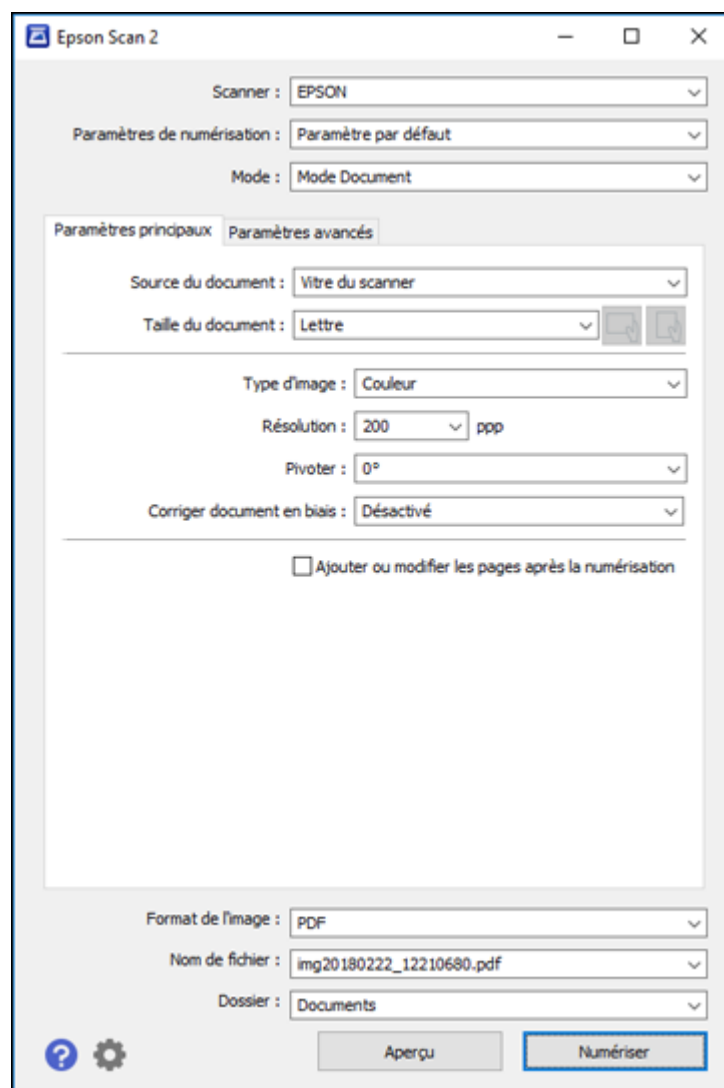 Epson Scan 2
Scanner : EPSON
Paramètres de numérisation : Paramètre par défaut
Mode : Mode Document
Paramètres principaux Paramètres avancés
Source du document : Vitre du scanner
Taille du document : Lettre
Type d'image : Couleur
Résolution : 200 ppp
Pivoter : 0°
Corriger document en biais : Désactivé
Ajouter ou modifier les pages après la numérisation
Format de l'image : PDF
Nom de fichier : img20180222_12210680.pdf
Dossier : Documents
? Aperçu Numériser